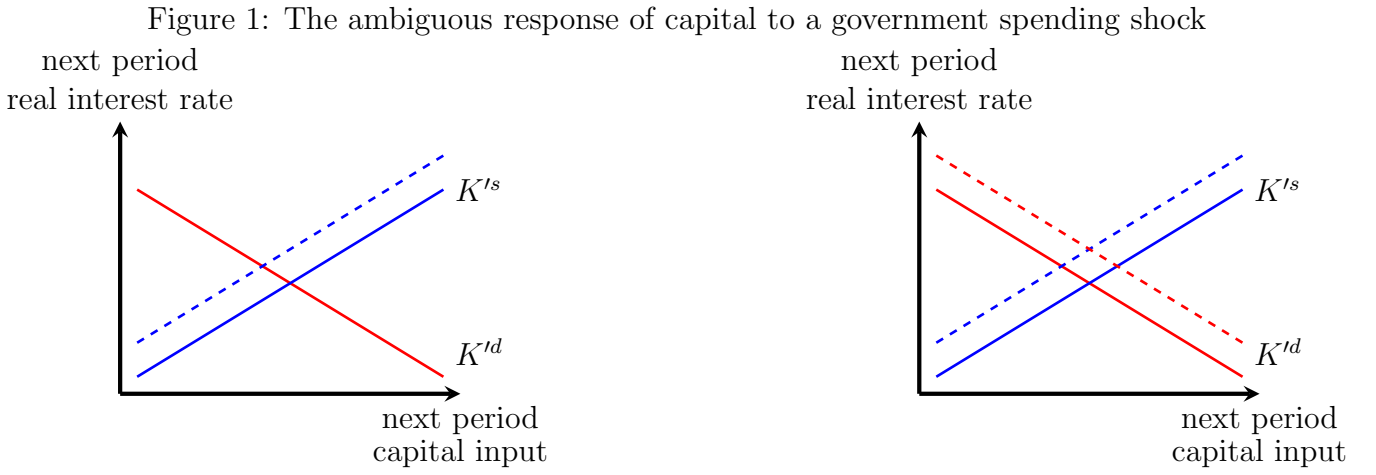 Figure 1: The ambiguous response of capital to a government spending shock
next period
real interest rate
K′ˢ
K′ᵈ
next period
capital input
next period
real interest rate
K′ˢ
K′ᵈ
next period
capital input